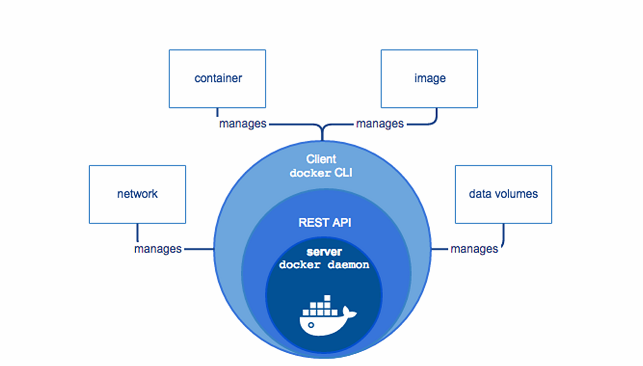 container
image
manages
manages
Client
docker CLI
network
data volumes
REST API
manages
server
manages
docker daemon